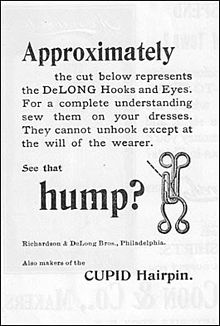 Approximately
the cut below represents
the DeLONG Hooks and Eyes.
For a complete understanding
sew them on your dresses.
They cannot unhook except at
the will of the wearer.
See that
hump?
Richardson & DeLong Bros., Philadelphia.
Also makers of the
CUPID Hairpin.